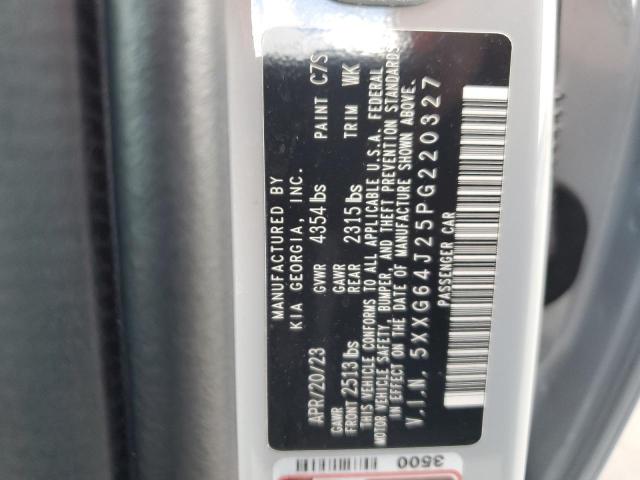 MANUFACTURED BY
KIA GEORGIA, INC.
APR/20/23 GVWR 4354 lbs PAINT C7S
GAWR FRONT 2513 lbs GAWR REAR 2315 lbs TRIM WK
THIS VEHICLE CONFORMS TO ALL APPLICABLE U.S.A. FEDERAL
MOTOR VEHICLE SAFETY, BUMPER, AND THEFT PREVENTION STANDARDS
IN EFFECT ON THE DATE OF MANUFACTURE SHOWN ABOVE.
V.I.N. 5XXG64J25PG220327
PASSENGER CAR
3500